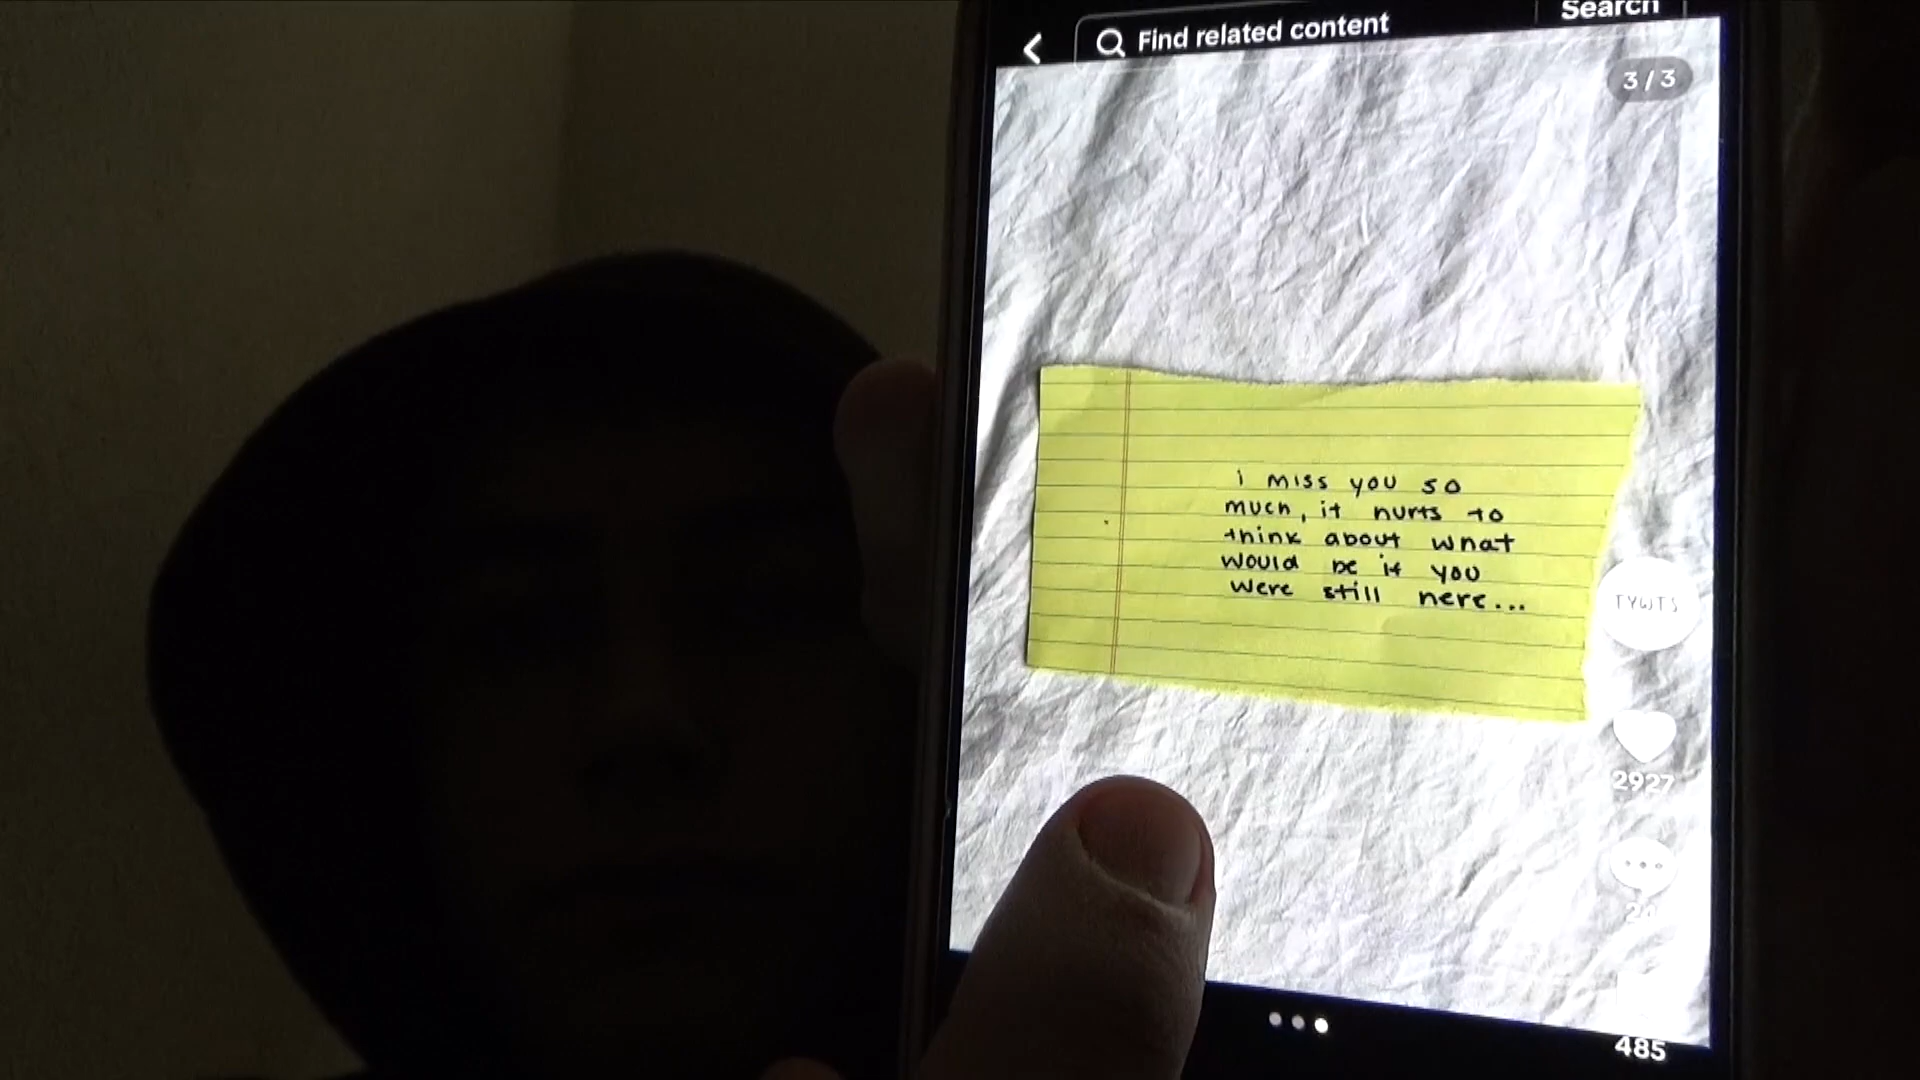 Find related content
Search
3/3
i miss you so
much, it hurts to
think about what
would be if you
were still here...
TYWTS
2927
485